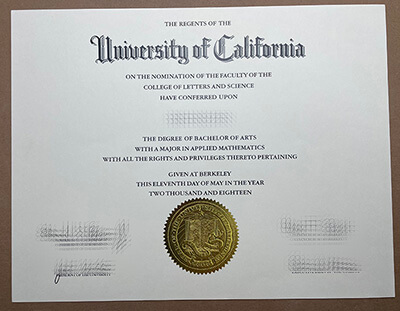 THE REGENTS OF THE
University of California
ON THE NOMINATION OF THE FACULTY OF THE
COLLEGE OF LETTERS AND SCIENCE
HAVE CONFERRED UPON
THE DEGREE OF BACHELOR OF ARTS
WITH A MAJOR IN APPLIED MATHEMATICS
WITH ALL THE RIGHTS AND PRIVILEGES THERETO PERTAINING
GIVEN AT BERKELEY
THIS ELEVENTH DAY OF MAY IN THE YEAR
TWO THOUSAND AND EIGHTEEN